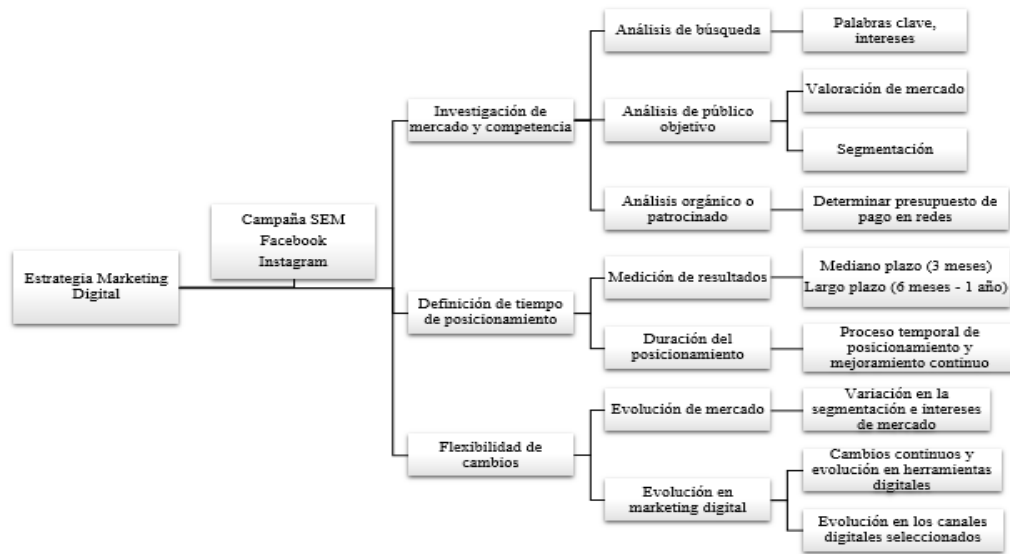 Estrategia Marketing
Digital
Campaña SEM
Facebook
Instagram
Investigación de
mercado y competencia
Análisis de búsqueda
Palabras clave,
intereses
Análisis de público
objetivo
Valoración de mercado
Segmentación
Análisis orgánico o
patrocinado
Determinar presupuesto de
pago en redes
Definición de tiempo
de posicionamiento
Medición de resultados
Mediano plazo (3 meses)
Largo plazo (6 meses - 1 año)
Duración del
posicionamiento
Proceso temporal de
posicionamiento y
mejoramiento continuo
Flexibilidad de
cambios
Evolución de mercado
Variación en la
segmentación e intereses
de mercado
Evolución en
marketing digital
Cambios continuos y
evolución en herramientas
digitales
Evolución en los canales
digitales seleccionados